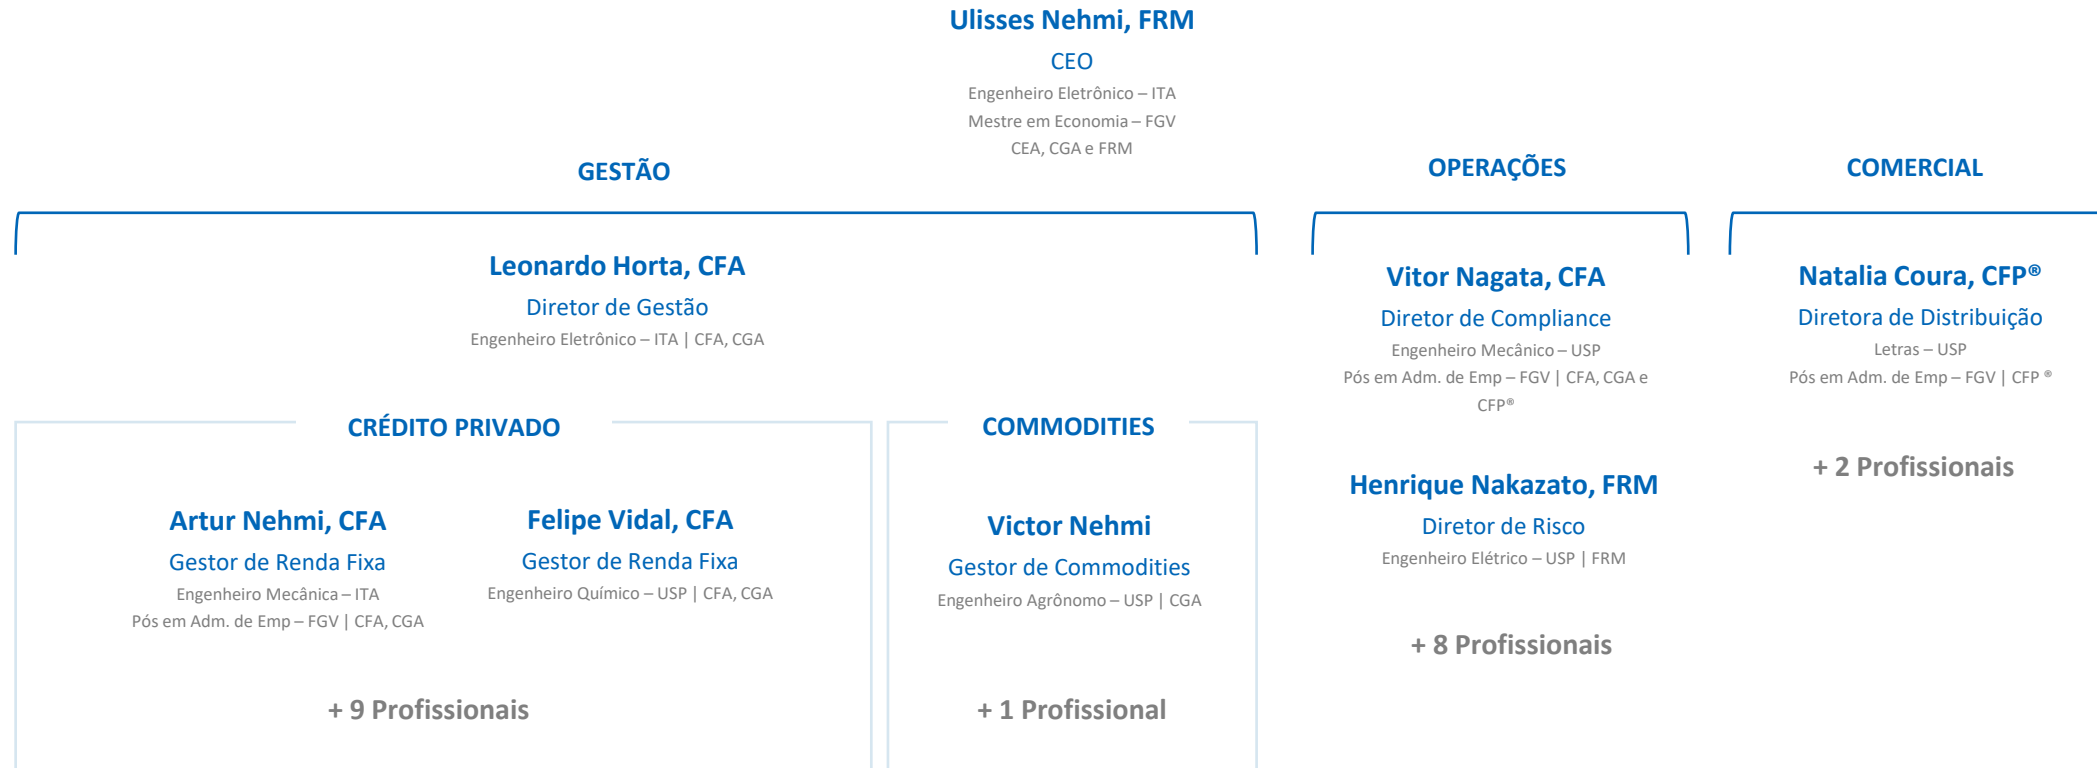 Ulisses Nehmi, FRM
CEO
Engenheiro Eletrônico – ITA
Mestre em Economia – FGV
CEA, CGA e FRM
GESTÃO
Leonardo Horta, CFA
Diretor de Gestão
Engenheiro Eletrônico – ITA | CFA, CGA
CRÉDITO PRIVADO
Artur Nehmi, CFA
Gestor de Renda Fixa
Engenheiro Mecânica – ITA
Pós em Adm. de Emp – FGV | CFA, CGA
Felipe Vidal, CFA
Gestor de Renda Fixa
Engenheiro Químico – USP | CFA, CGA
+ 9 Profissionais
COMMODITIES
Victor Nehmi
Gestor de Commodities
Engenheiro Agrônomo – USP | CGA
+ 1 Profissional
OPERAÇÕES
Vitor Nagata, CFA
Diretor de Compliance
Engenheiro Mecânico – USP
Pós em Adm. de Emp – FGV | CFA, CGA e
CFP®
Henrique Nakazato, FRM
Diretor de Risco
Engenheiro Elétrico – USP | FRM
+ 8 Profissionais
COMERCIAL
Natalia Coura, CFP®
Diretora de Distribuição
Letras – USP
Pós em Adm. de Emp – FGV | CFP ®
+ 2 Profissionais